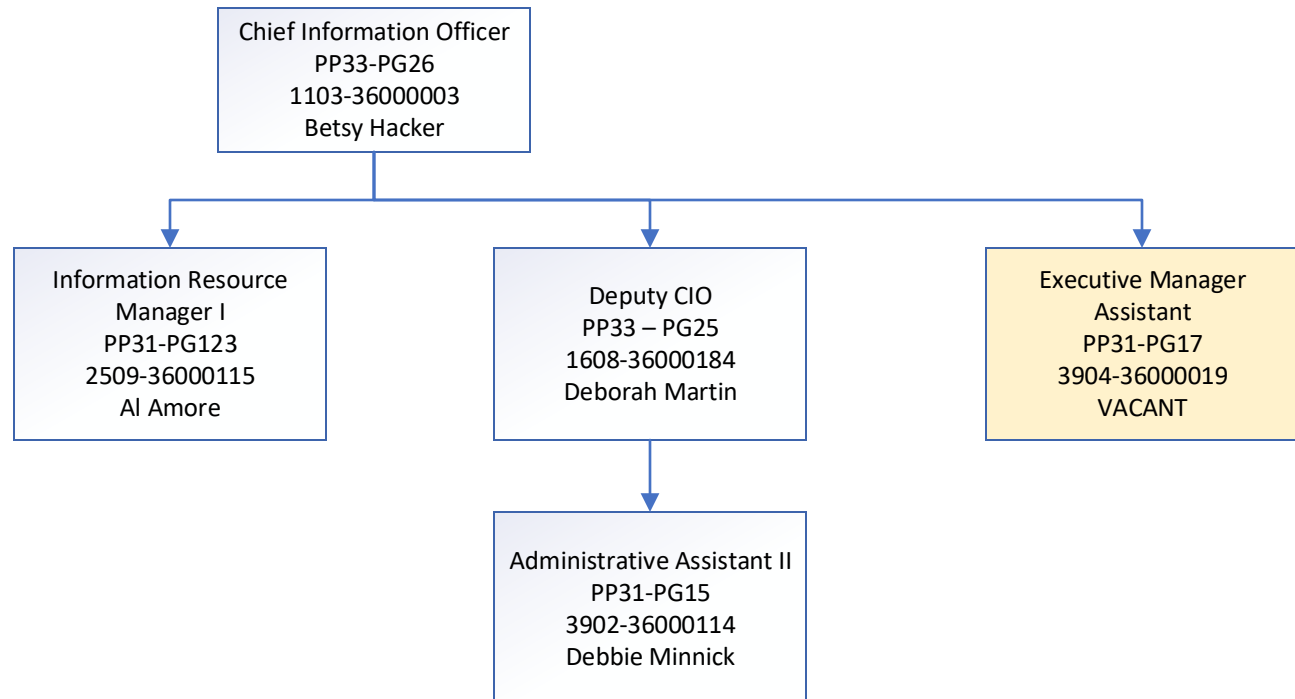 Chief Information Officer
PP33-PG26
1103-36000003
Betsy Hacker
Information Resource
Manager I
PP31-PG123
2509-36000115
Al Amore
Deputy CIO
PP33 – PG25
1608-36000184
Deborah Martin
Executive Manager
Assistant
PP31-PG17
3904-36000019
VACANT
Administrative Assistant II
PP31-PG15
3902-36000114
Debbie Minnick